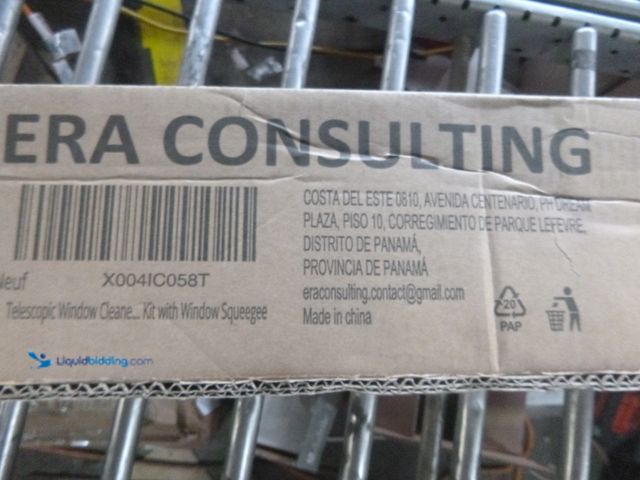 ERA CONSULTING
COSTA DEL ESTE 0810, AVENIDA CENTENARIO, PH DREAM
PLAZA, PISO 10, CORREGIMIENTO DE PARQUE LEFEVRE,
DISTRITO DE PANAMÁ,
PROVINCIA DE PANAMÁ
eraconsulting.contact@gmail.com
Made in china
Neuf X004IC058T
Telescopic Window Cleane... Kit with Window Squeegee
20
PAP
Liquidbidding.com